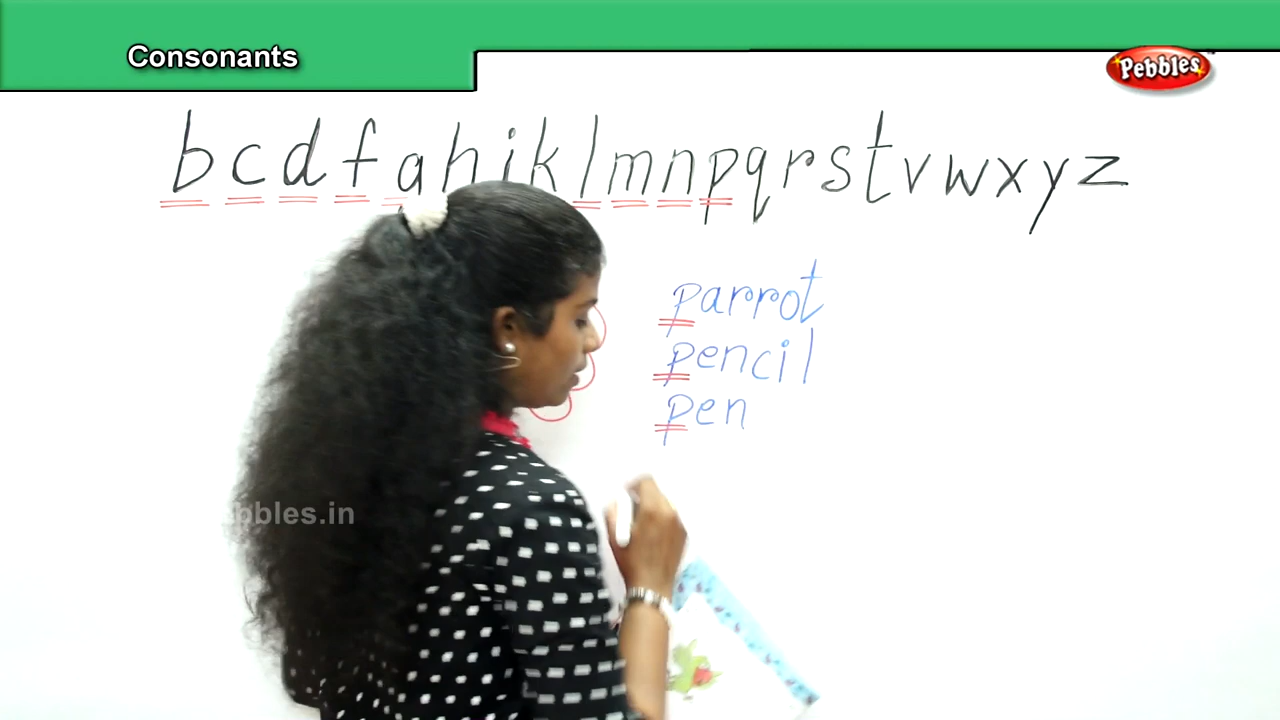 Consonants
Pebbles
b c d f g h j k l m n p q r s t v w x y z
parrot
pencil
pen
bbles.in